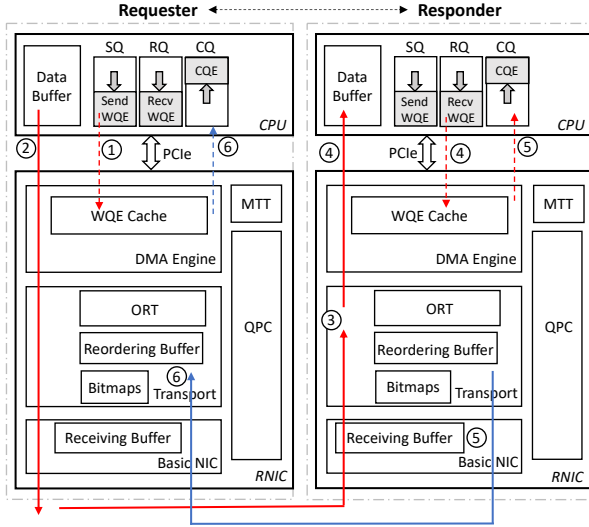 Requester Responder
SQ RQ CQ SQ RQ CQ
Data
Buffer
Send
WQE
Recv
WQE
CQE
CPU
Data
Buffer
Send
WQE
Recv
WQE
CQE
CPU
② ① PCIe ⑥ ④ PCIe ④ ⑤
WQE Cache
DMA Engine
MTT
WQE Cache
DMA Engine
MTT
ORT
Reordering Buffer
⑥
Bitmaps
Transport
QPC
③
ORT
Reordering Buffer
Bitmaps
Transport
QPC
Receiving Buffer
Basic NIC
RNIC
Receiving Buffer ⑤
Basic NIC
RNIC